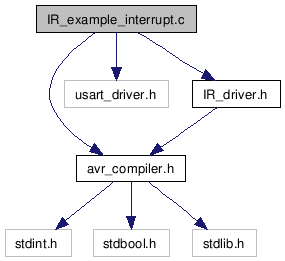 IR_example_interrupt.c
usart_driver.h
IR_driver.h
avr_compiler.h
stdint.h
stdbool.h
stdlib.h